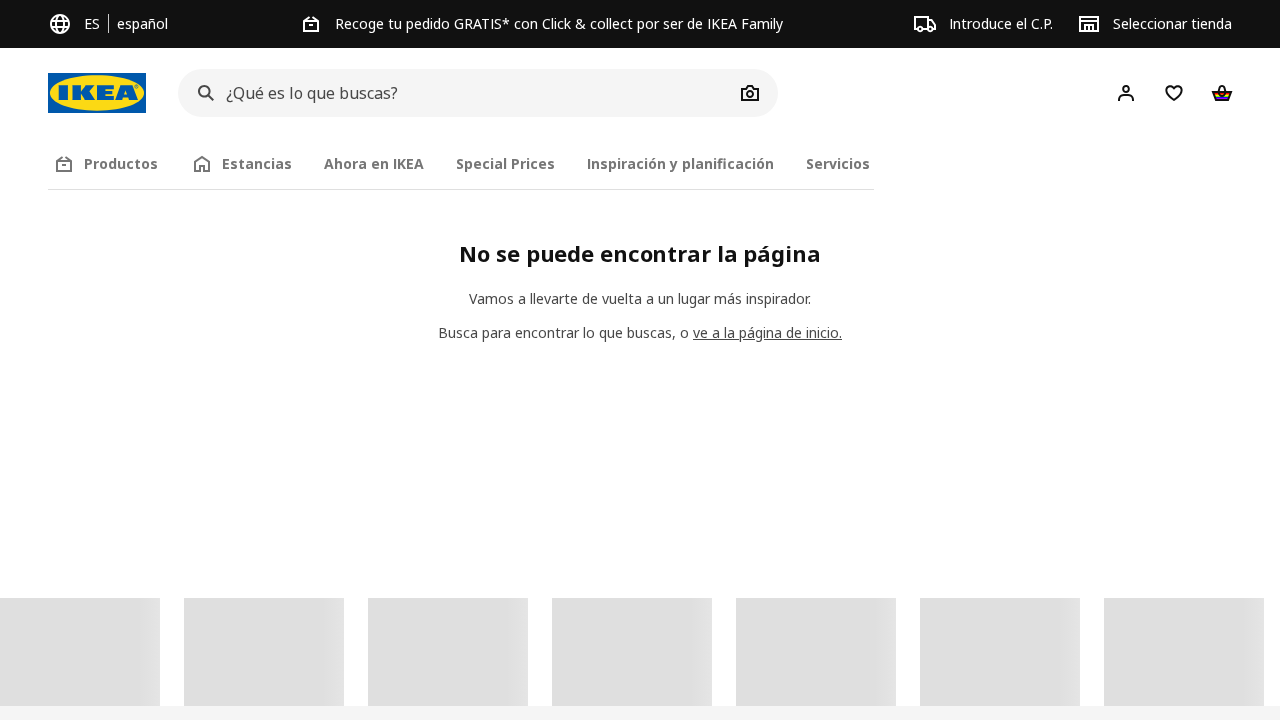 ES español
Recoge tu pedido GRATIS* con Click & collect por ser de IKEA Family
Introduce el C.P.
Seleccionar tienda
IKEA
¿Qué es lo que buscas?
Productos
Estancias
Ahora en IKEA
Special Prices
Inspiración y planificación
Servicios
No se puede encontrar la página
Vamos a llevarte de vuelta a un lugar más inspirador.
Busca para encontrar lo que buscas, o ve a la página de inicio.